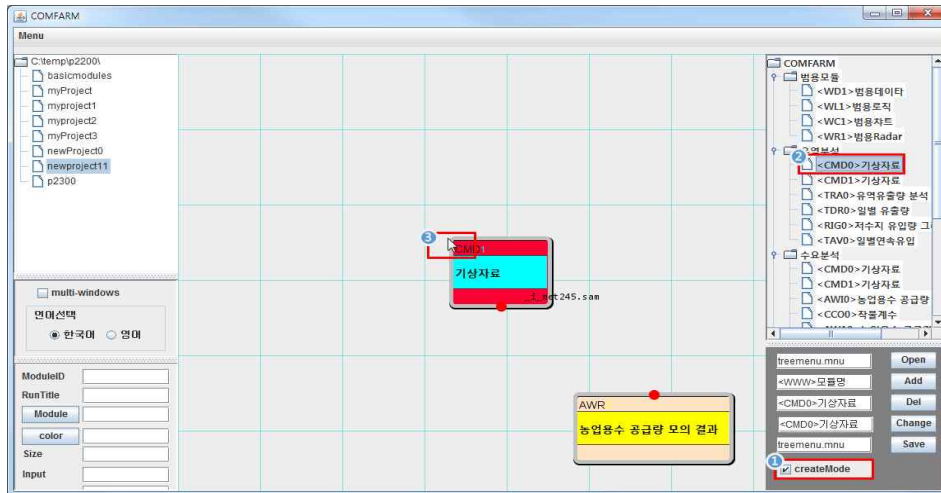 COMFARM
Menu
C:\temp\p2200\
basicmodules
myProject
myproject1
myproject2
myProject3
newProject0
newproject11
p2300
multi-windows
언어선택
한국어 영어
ModuleID
RunTitle
Module
color
Size
Input
3
CMD1
기상자료
_1_met245.sam
AWR
농업용수 공급량 모의 결과
COMFARM
범용모듈
<WD1>범용데이타
<WL1>범용로직
<WC1>범용차트
<WR1>범용Radar
2
<CMD0>기상자료
<CMD1>기상자료
<TRA0>유역유출량 분석
<TDR0>일별 유출량
<RIG0>저수지 유입량 그
<TAV0>일별연속유입
수요분석
<CMD0>기상자료
<CMD1>기상자료
<AWI0>농업용수 공급량
<CCO0>작물계수
treemenu.mnu Open
<WWW>모듈명 Add
<CMD0>기상자료 Del
<CMD0>기상자료 Change
treemenu.mnu Save
1
createMode